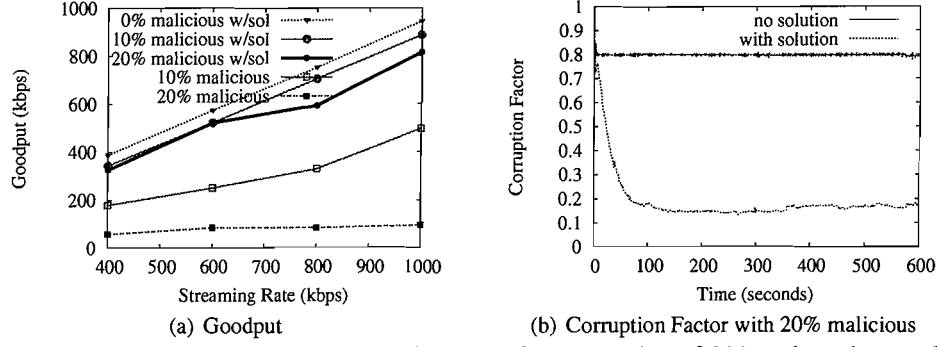 0% malicious w/sol
10% malicious w/sol
20% malicious w/sol
10% malicious
20% malicious
1000
800
600
400
200
0
Goodput (kbps)
400 500 600 700 800 900 1000
Streaming Rate (kbps)
(a) Goodput
no solution
with solution
1
0.9
0.8
0.7
0.6
0.5
0.4
0.3
0.2
0.1
0
Corruption Factor
0 100 200 300 400 500 600
Time (seconds)
(b) Corruption Factor with 20% malicious